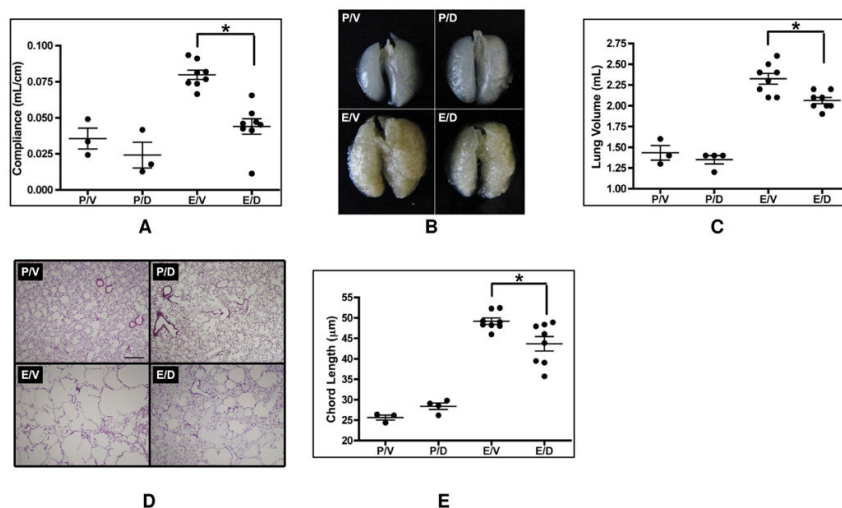 Compliance (mL/cm)
0.100
0.075
0.050
0.025
0.000
*
P/V P/D E/V E/D
A
P/V P/D
E/V E/D
B
Lung Volume (mL)
2.75
2.50
2.25
2.00
1.75
1.50
1.25
1.00
*
P/V P/D E/V E/D
C
P/V P/D
E/V E/D
D
Chord Length (μm)
55
50
45
40
35
30
25
20
*
P/V P/D E/V E/D
E